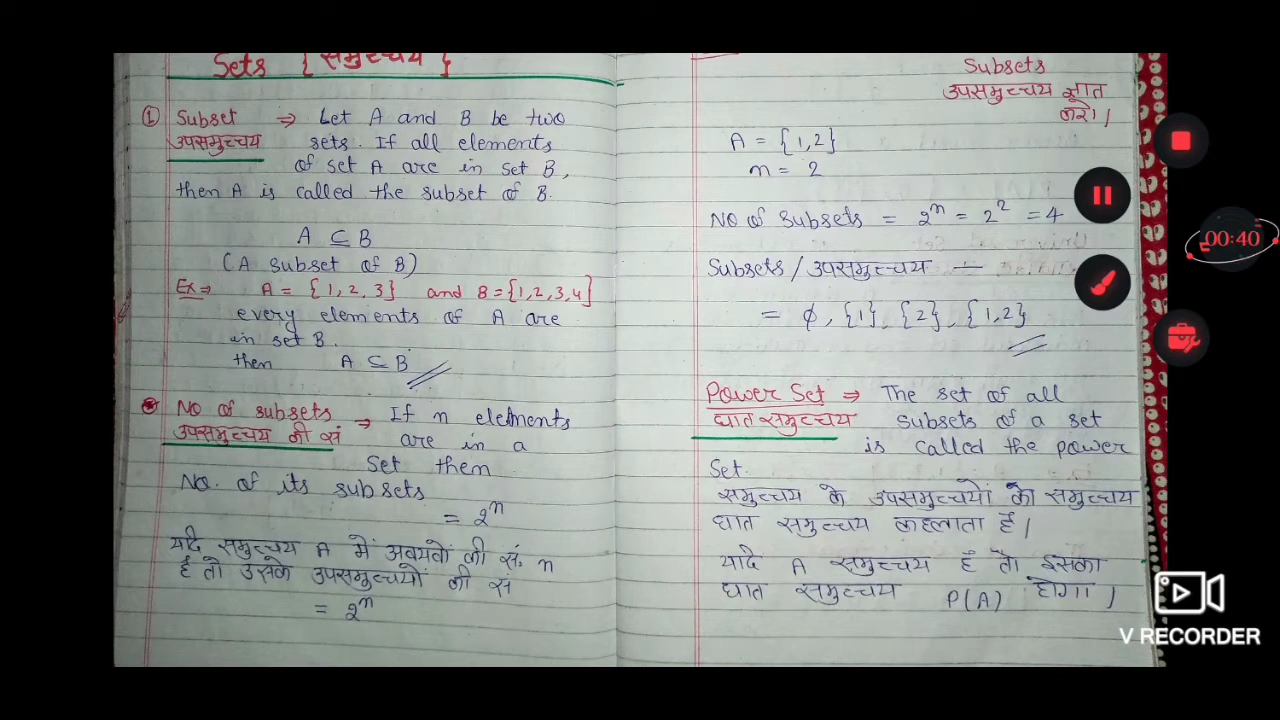 Sets { समुच्चय }
① Subset ⇒ Let A and B be two
उपसमुच्चय sets. If all elements
of set A are in set B,
then A is called the subset of B.
A ⊆ B
(A subset of B)
Ex⇒ A = {1, 2, 3} and B = {1, 2, 3, 4}
every elements of A are
in set B.
then A ⊆ B
No of subsets → If n elements
उपसमुच्चय की सं are in a
Set them
No. of its subsets
= 2ⁿ
यदि समुच्चय A में अवयवों की सं. n
है तो उसके उपसमुच्चयों की सं
= 2ⁿ
Subsets
उपसमुच्चय ज्ञात
करो।
A = {1, 2}
n = 2
No of subsets = 2ⁿ = 2² = 4
Subsets / उपसमुच्चय —
= ϕ, {1}, {2}, {1, 2}
Power Set ⇒ The set of all
घात समुच्चय subsets of a set
is called the power
Set.
समुच्चय के उपसमुच्चयों को समुच्चय
घात समुच्चय कहलाता है।
यदि A समुच्चय है तो इसका
घात समुच्चय P(A) होगा।
00:40
V RECORDER